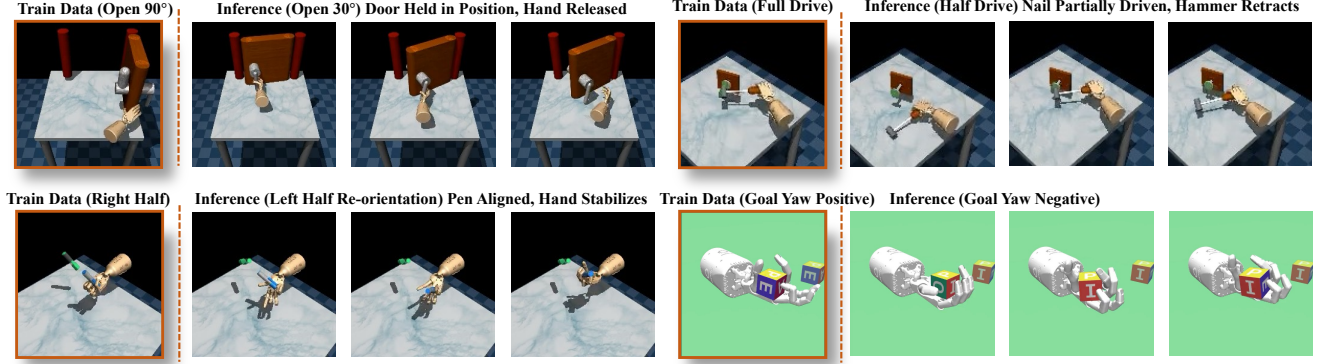 Train Data (Open 90°) Inference (Open 30°) Door Held in Position, Hand Released
Train Data (Full Drive) Inference (Half Drive) Nail Partially Driven, Hammer Retracts
Train Data (Right Half) Inference (Left Half Re-orientation) Pen Aligned, Hand Stabilizes
Train Data (Goal Yaw Positive) Inference (Goal Yaw Negative)
E
I
I
I
I